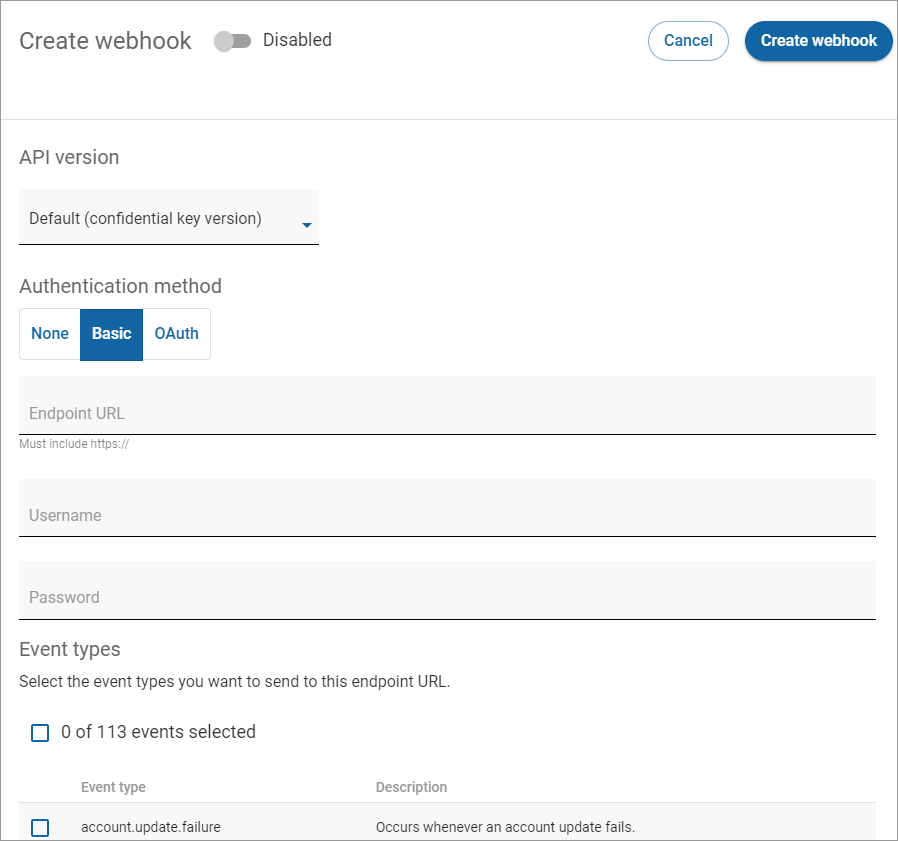 Create webhook Disabled Cancel Create webhook
API version
Default (confidential key version)
Authentication method
None Basic OAuth
Endpoint URL
Must include https://
Username
Password
Event types
Select the event types you want to send to this endpoint URL.
0 of 113 events selected
Event type Description
account.update.failure Occurs whenever an account update fails.